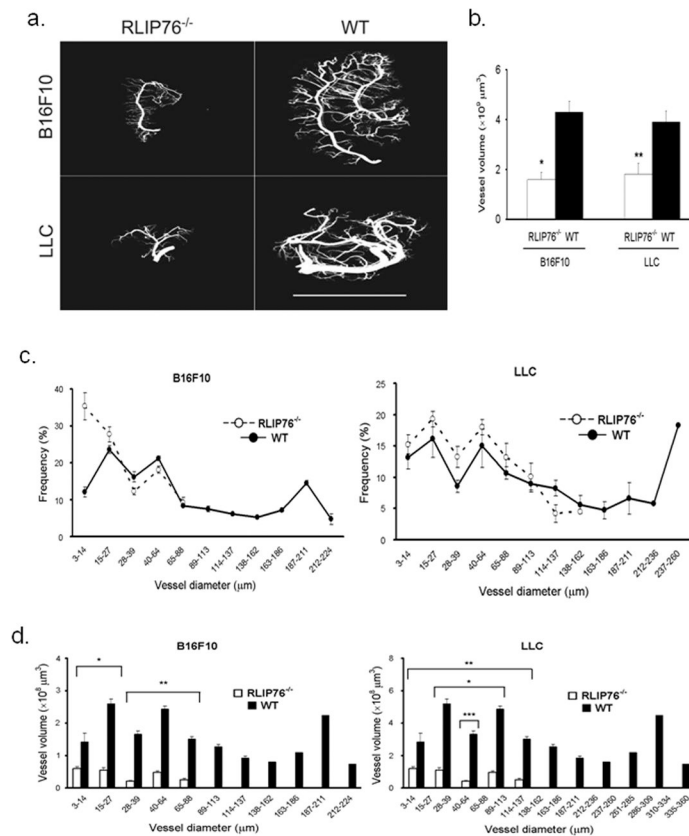 a.
RLIP76-/- WT
B16F10
LLC
b.
Vessel volume (×10⁹ μm³)
6
4
2
0
*
**
RLIP76-/- WT RLIP76-/- WT
B16F10 LLC
c.
B16F10
Frequency (%)
40
30
20
10
0
RLIP76-/-
WT
3-14 15-27 28-39 40-64 65-88 89-113 114-137 138-162 163-186 187-211 212-224
Vessel diameter (μm)
LLC
Frequency (%)
25
20
15
10
5
0
RLIP76-/-
WT
3-14 15-27 28-39 40-64 65-88 89-113 114-137 138-162 163-186 187-211 212-236 237-260
Vessel diameter (μm)
d.
B16F10
Vessel volume (×10⁸ μm³)
4
3
2
1
0
*
**
RLIP76-/-
WT
3-14 15-27 28-39 40-64 65-88 89-113 114-137 138-162 163-186 187-211 212-224
Vessel diameter (μm)
LLC
Vessel volume (×10⁸ μm³)
8
6
4
2
0
**
*
***
RLIP76-/-
WT
3-14 15-27 28-39 40-64 65-88 89-113 114-137 138-162 163-186 187-211 212-236 237-260 261-285 286-309 310-334 335-360
Vessel diameter (μm)